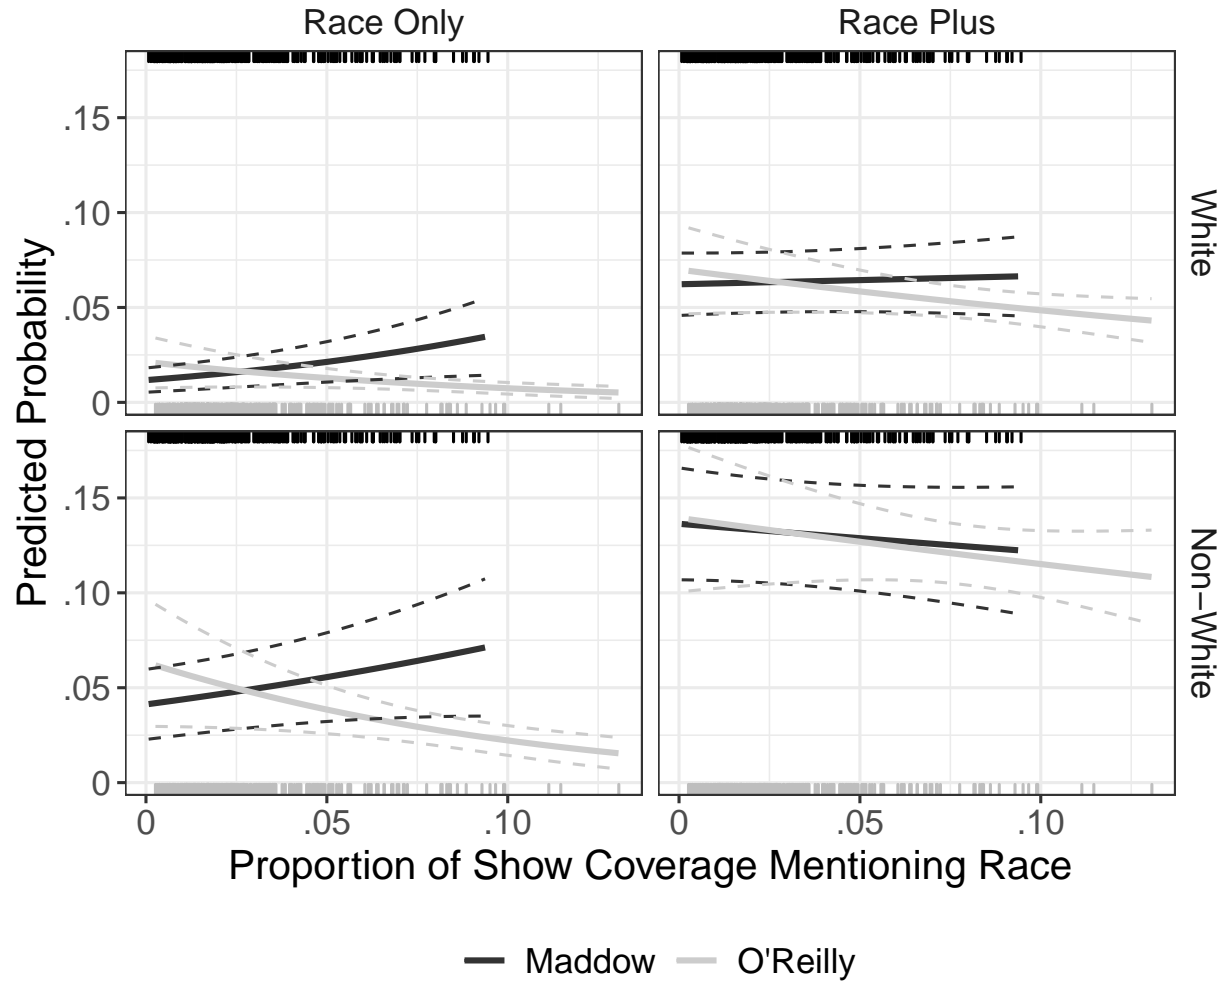 Race Only
Race Plus
.15
.10
.05
0
White
.15
.10
.05
0
Non−White
0
.05
.10
0
.05
.10
Predicted Probability
Proportion of Show Coverage Mentioning Race
Maddow
O'Reilly